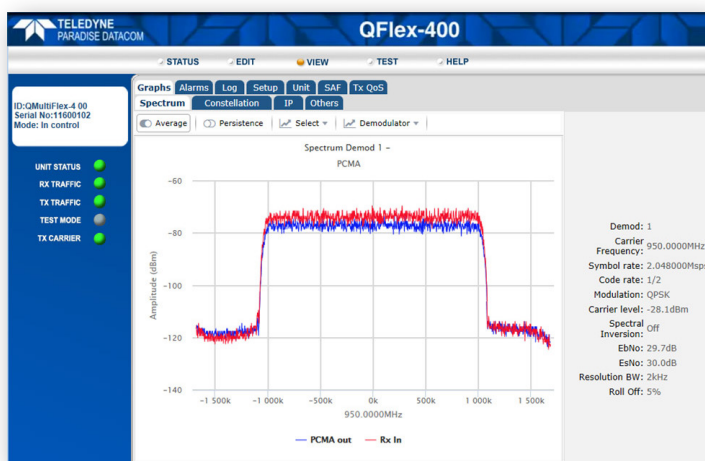 TELEDYNE
PARADISE DATACOM
QFlex-400
STATUS EDIT VIEW TEST HELP
ID:QMultiFlex-4 00
Serial No:11600102
Mode: In control
UNIT STATUS
RX TRAFFIC
TX TRAFFIC
TEST MODE
TX CARRIER
Graphs Alarms Log Setup Unit SAF Tx QoS
Spectrum Constellation IP Others
Average Persistence Select Demodulator
Spectrum Demod 1 -
PCMA
Amplitude (dBm)
-60
-80
-100
-120
-140
-1 500k -1 000k -500k 0k 500k 1 000k 1 500k
950.0000MHz
PCMA out Rx In
Demod: 1
Carrier
Frequency: 950.0000MHz
Symbol rate: 2.048000Msps
Code rate: 1/2
Modulation: QPSK
Carrier level: -28.1dBm
Spectral
Inversion: Off
EbNo: 29.7dB
EsNo: 30.0dB
Resolution BW: 2kHz
Roll Off: 5%